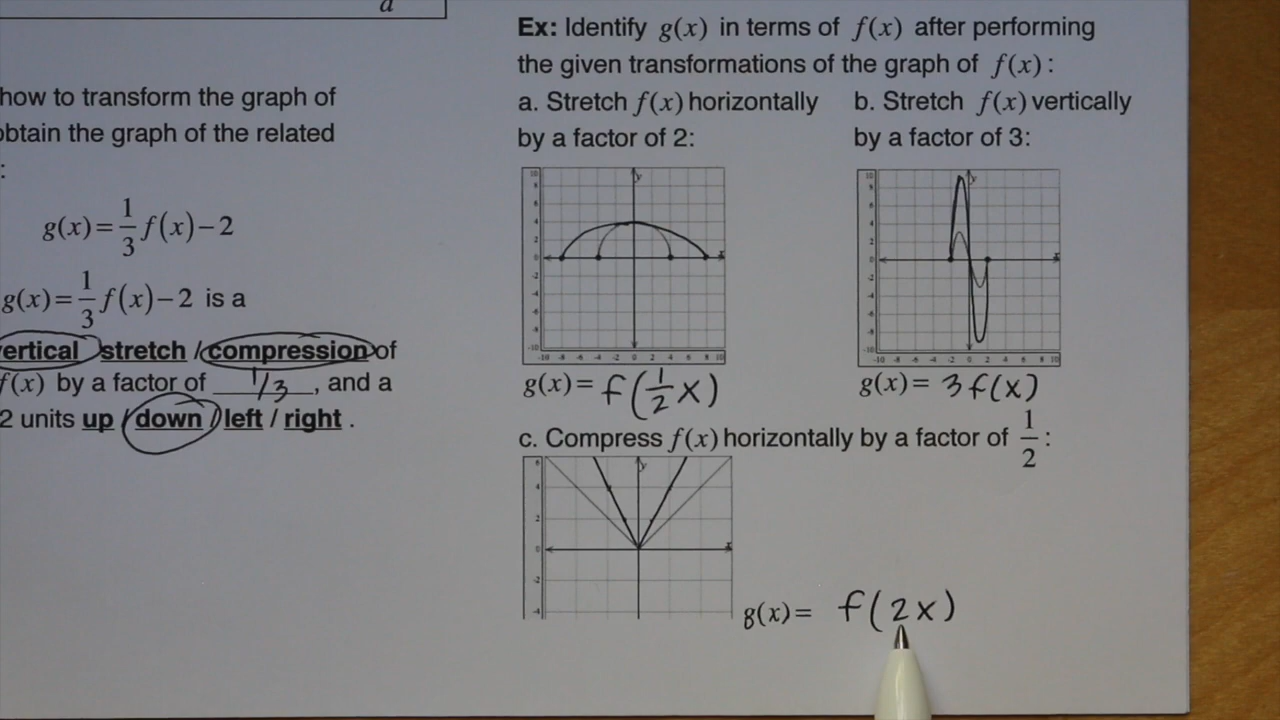 a
how to transform the graph of
obtain the graph of the related
:
g(x)=1/3 f(x)−2
g(x)=1/3 f(x)−2 is a
vertical stretch / compression of
f(x) by a factor of 1/3, and a
2 units up / down / left / right .
Ex: Identify g(x) in terms of f(x) after performing
the given transformations of the graph of f(x):
a. Stretch f(x) horizontally
by a factor of 2:
g(x)= f(1/2 x)
b. Stretch f(x) vertically
by a factor of 3:
g(x)= 3f(x)
c. Compress f(x) horizontally by a factor of 1/2 :
g(x)= f(2x)